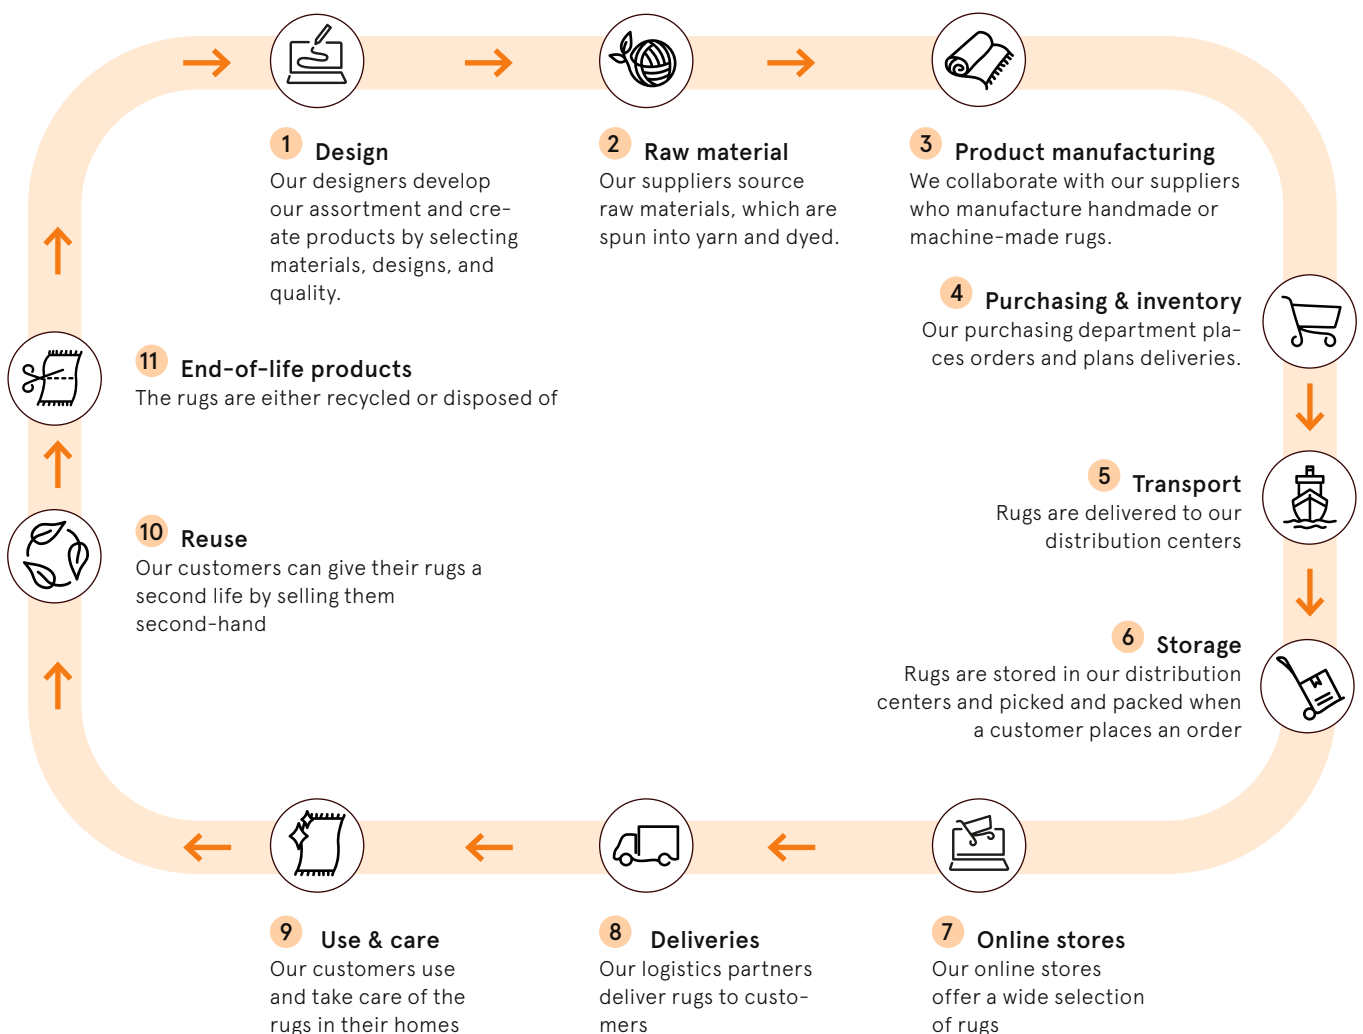 1 Design
Our designers develop
our assortment and cre-
ate products by selecting
materials, designs, and
quality.
2 Raw material
Our suppliers source
raw materials, which are
spun into yarn and dyed.
3 Product manufacturing
We collaborate with our suppliers
who manufacture handmade or
machine-made rugs.
4 Purchasing & inventory
Our purchasing department pla-
ces orders and plans deliveries.
5 Transport
Rugs are delivered to our
distribution centers
6 Storage
Rugs are stored in our distribution
centers and picked and packed when
a customer places an order
7 Online stores
Our online stores
offer a wide selection
of rugs
8 Deliveries
Our logistics partners
deliver rugs to custo-
mers
9 Use & care
Our customers use
and take care of the
rugs in their homes
10 Reuse
Our customers can give their rugs a
second life by selling them
second-hand
11 End-of-life products
The rugs are either recycled or disposed of